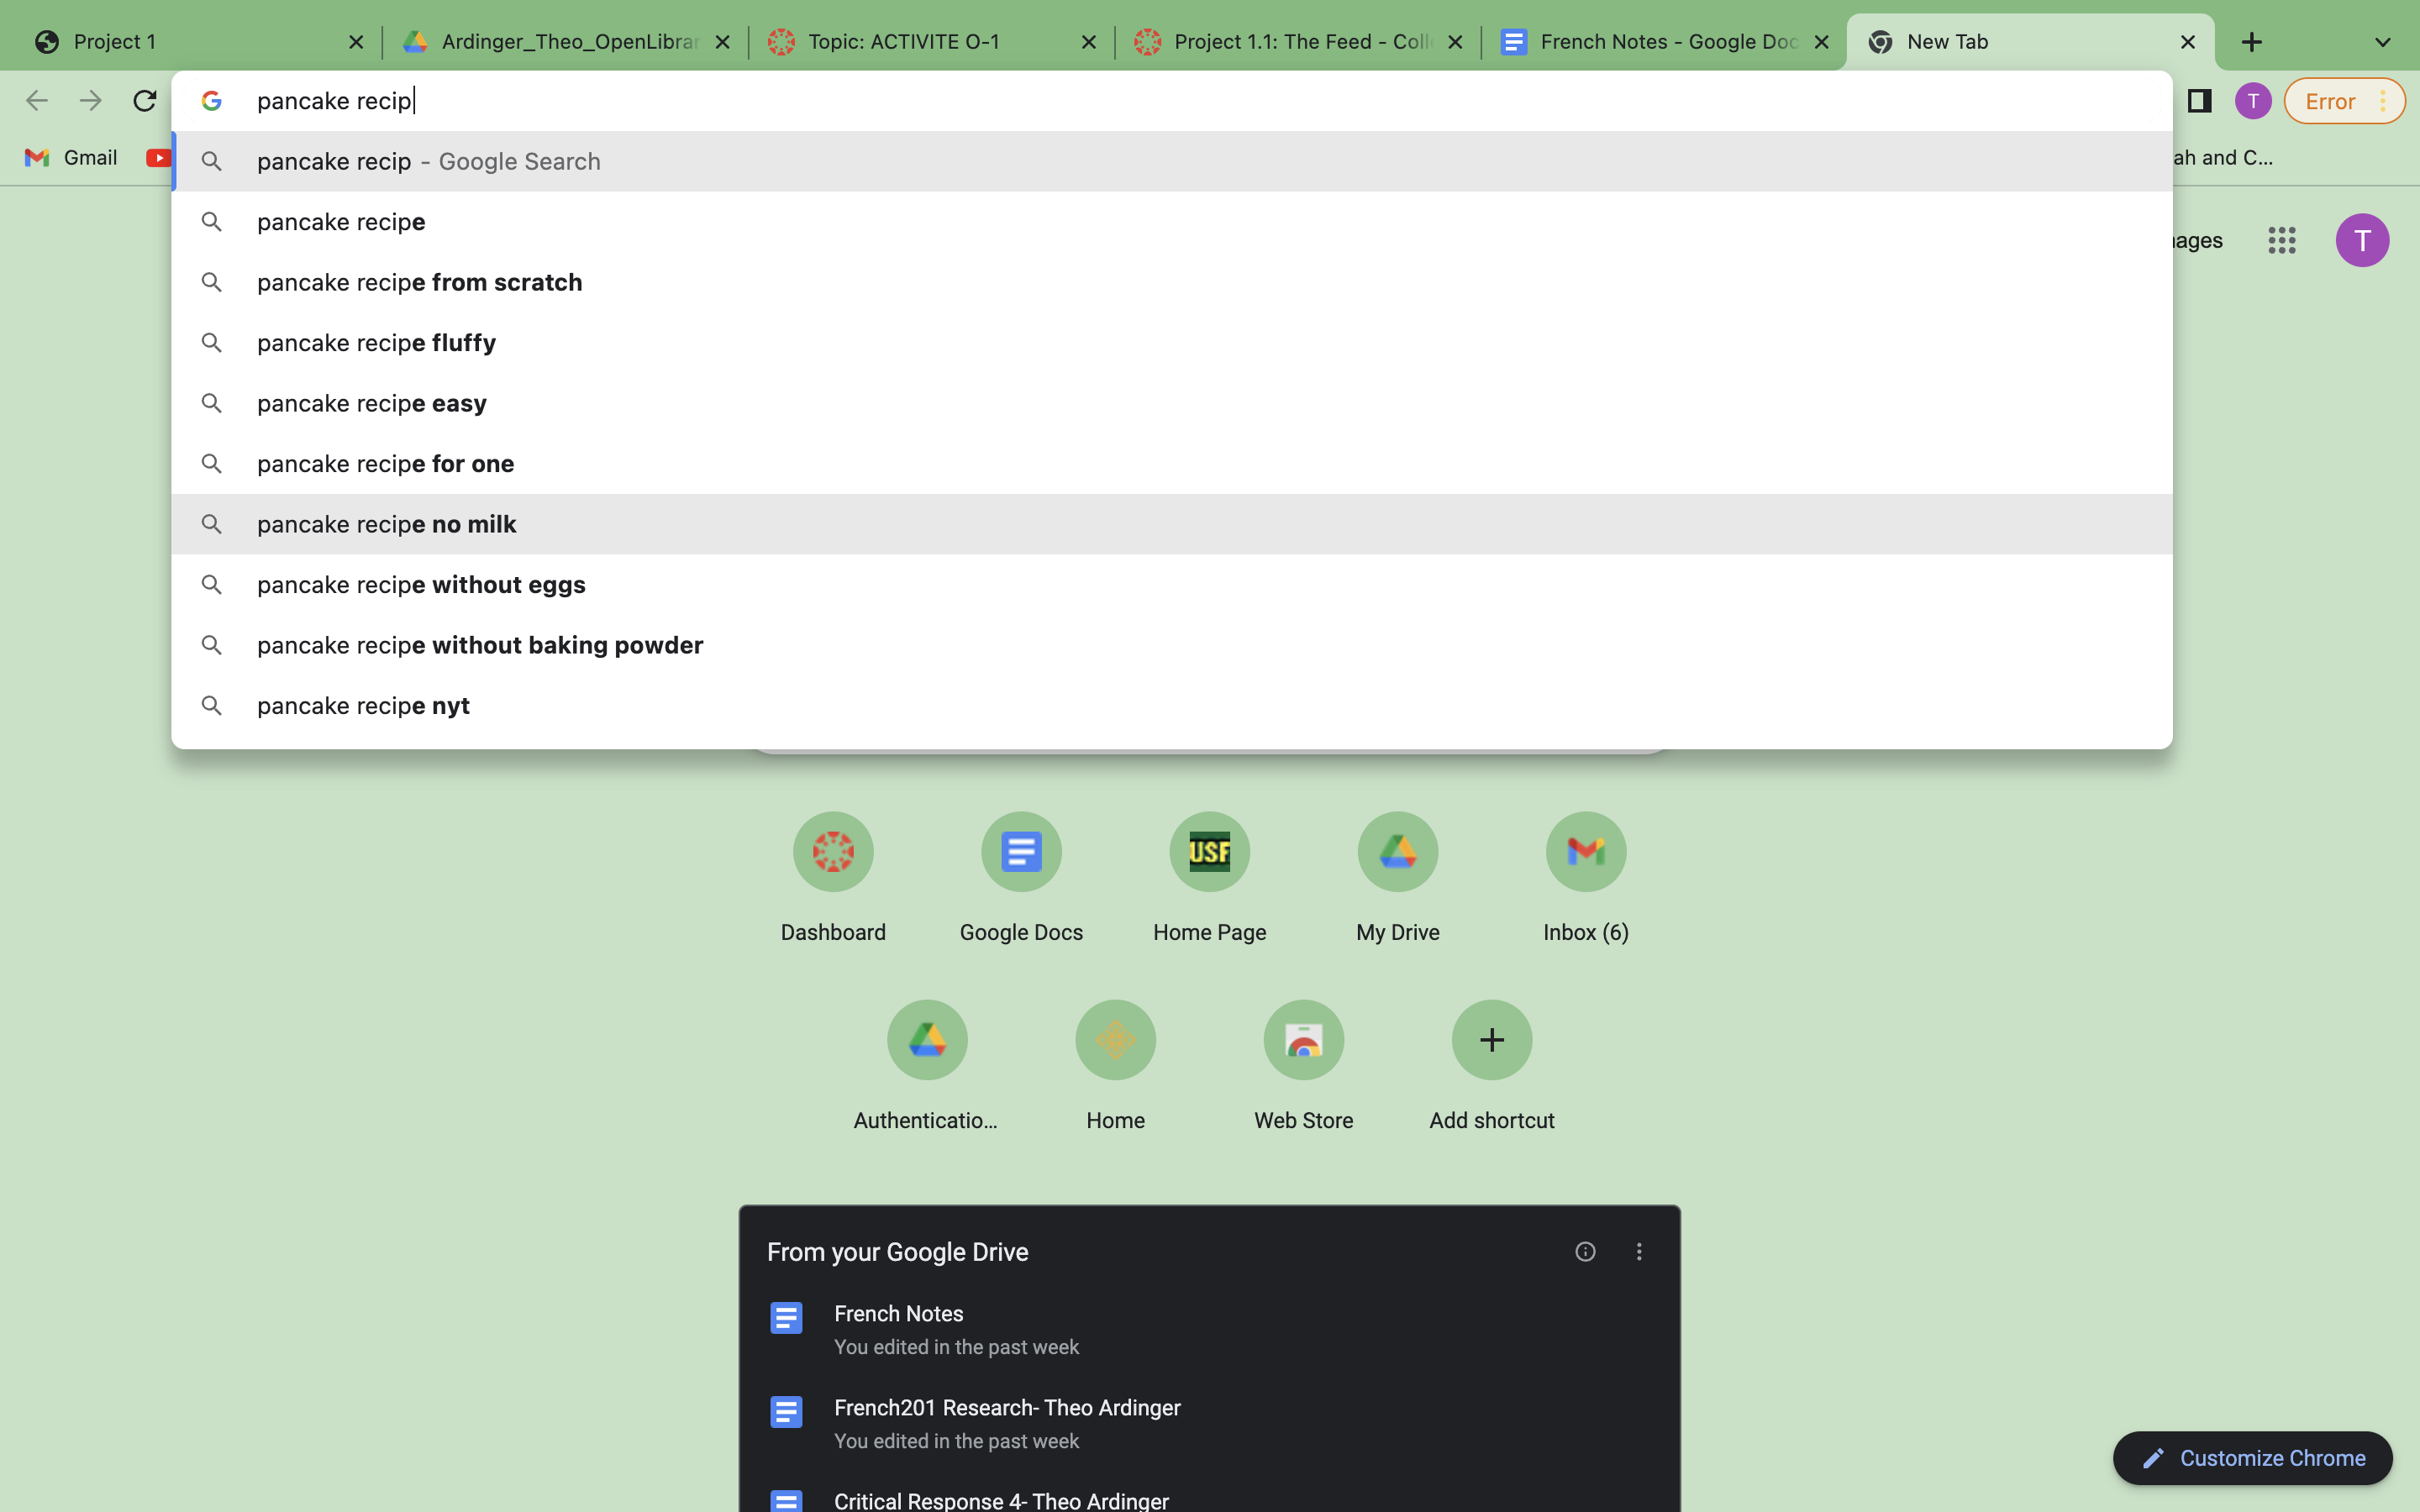 Project 1
Ardinger_Theo_OpenLibrar
Topic: ACTIVITE O-1
Project 1.1: The Feed - Coll
French Notes - Google Doc
New Tab
pancake recip
T
Error
Gmail
ah and C...
pancake recip - Google Search
pancake recipe
pancake recipe from scratch
pancake recipe fluffy
pancake recipe easy
pancake recipe for one
pancake recipe no milk
pancake recipe without eggs
pancake recipe without baking powder
pancake recipe nyt
ages
T
USF
Dashboard
Google Docs
Home Page
My Drive
Inbox (6)
Authenticatio...
Home
Web Store
Add shortcut
From your Google Drive
French Notes
You edited in the past week
French201 Research- Theo Ardinger
You edited in the past week
Critical Response 4- Theo Ardinger
Customize Chrome